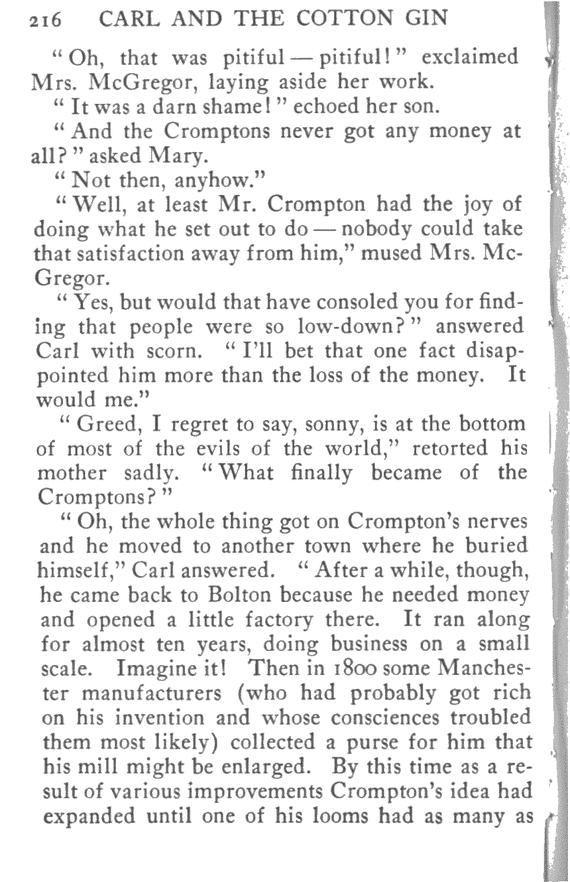 216 CARL AND THE COTTON GIN
“Oh, that was pitiful — pitiful!” exclaimed
Mrs. McGregor, laying aside her work.
“It was a darn shame!” echoed her son.
“And the Cromptons never got any money at
all?” asked Mary.
“Not then, anyhow.”
“Well, at least Mr. Crompton had the joy of
doing what he set out to do — nobody could take
that satisfaction away from him,” mused Mrs. Mc-
Gregor.
“Yes, but would that have consoled you for find-
ing that people were so low-down?” answered
Carl with scorn. “I’ll bet that one fact disap-
pointed him more than the loss of the money. It
would me.”
“Greed, I regret to say, sonny, is at the bottom
of most of the evils of the world,” retorted his
mother sadly. “What finally became of the
Cromptons?”
“Oh, the whole thing got on Crompton’s nerves
and he moved to another town where he buried
himself,” Carl answered. “After a while, though,
he came back to Bolton because he needed money
and opened a little factory there. It ran along
for almost ten years, doing business on a small
scale. Imagine it! Then in 1800 some Manches-
ter manufacturers (who had probably got rich
on his invention and whose consciences troubled
them most likely) collected a purse for him that
his mill might be enlarged. By this time as a re-
sult of various improvements Crompton’s idea had
expanded until one of his looms had as many as